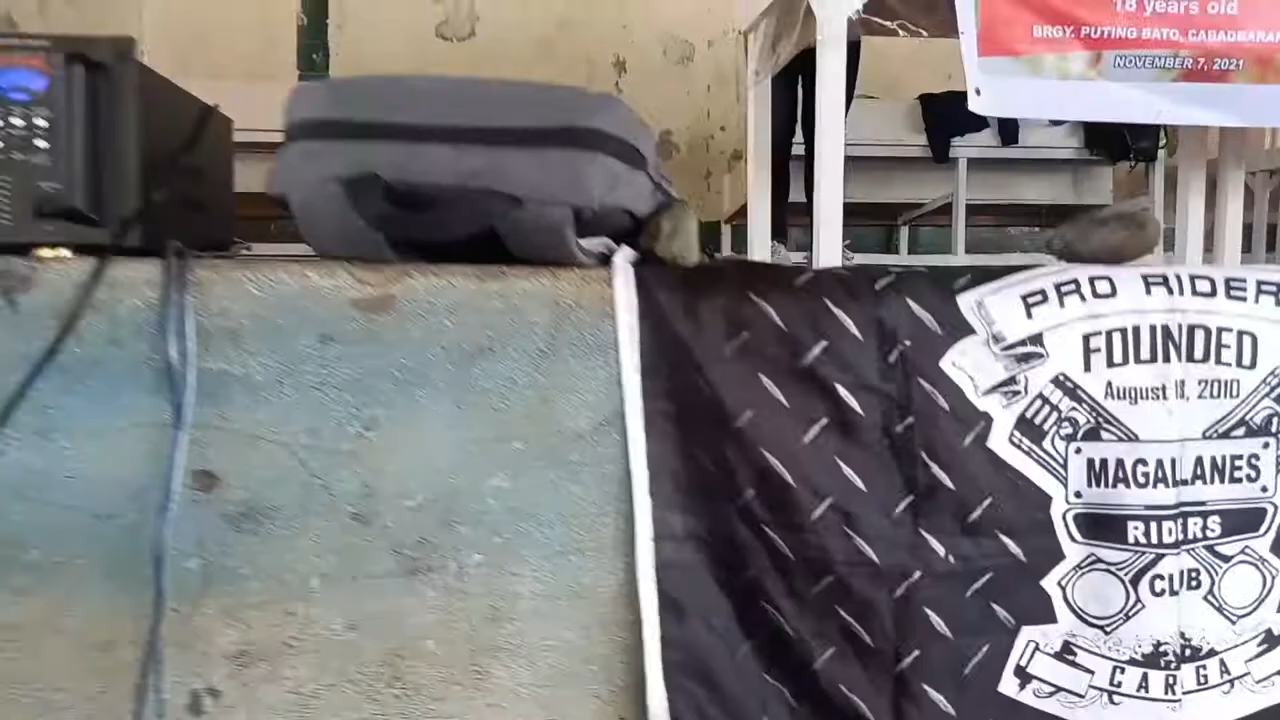 18 years old
BRGY. PUTING BATO, CABADBARAN
NOVEMBER 7, 2021
PRO RIDER
FOUNDED
August 18, 2010
MAGALLANES
RIDERS
CLUB
CARGA